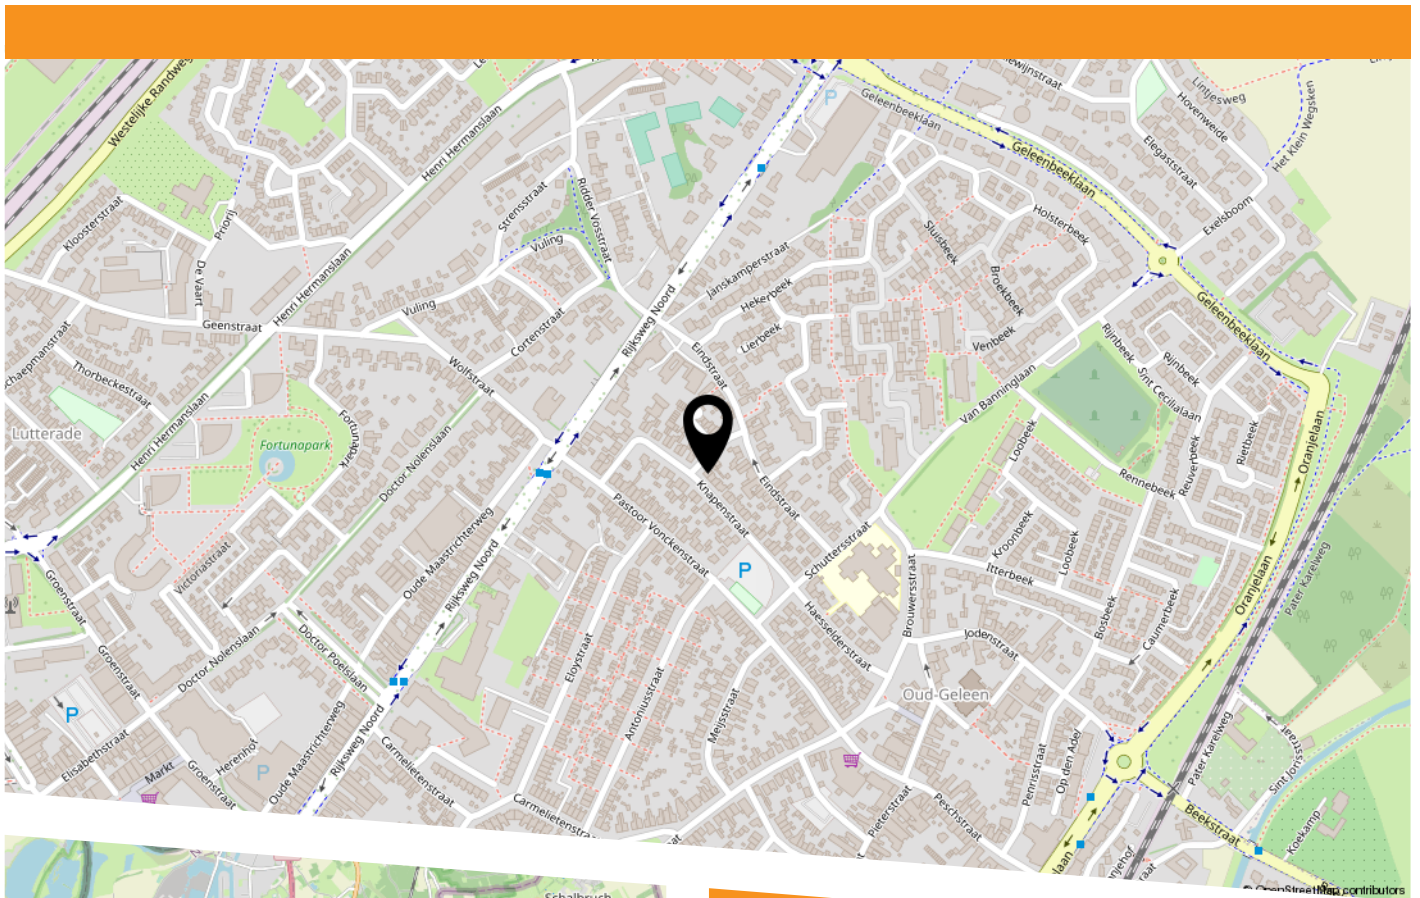 Westelijke Randweg
Henri Hermanslaan
P
Geleenbeeklaan
Geleenbeeklaan
Lintjesweg
Hovenweide
Het Klein Wegsken
Elegaststraat
Kloosterstraat
Priorij
De Vaart
Strensstraat
Ridder Vosstraat
Vuling
Holsterbeek
Exelsboom
Sluisbeek
Janskamperstraat
Hekerbeek
Broekbeek
Henri Hermanslaan
Vuling
Geenstraat
Rijksweg Noord
Cortenstraat
Lierbeek
Eindstraat
Venbeek
Rijnbeek
Rijnbeek
Geleenbeeklaan
Thorbeckestraat
Wolfstraat
Van Banninglaan
Sint Cecilialaan
Lutterade
Henri Hermanslaan
Fortunapark
Fortunapark
Doctor Nolenslaan
Loobeek
Rietbeek
Reuverbeek
Oranjelaan
Rennebeek
Knapenstraat
Eindstraat
Pastoor Vonckenstraat
Oude Maastrichterweg
Rijksweg Noord
Schuttersstraat
Kroonbeek
Loobeek
Itterbeek
Victoriastraat
Groenstraat
P
Brouwersstraat
Haesselderstraat
Bosbeek
Caumerbeek
Oranjelaan
Pater Karelweg
Jodenstraat
Doctor Poelslaan
Doctor Nolenslaan
Groenstraat
Eloystraat
Antoniusstraat
Meijsstraat
Oud-Geleen
P
Elisabethstraat
Markt
Herenhof
P
Groenstraat
Oude Maastrichterweg
Rijksweg Noord
Carmelietenstraat
Pieterstraat
Peschstraat
Penrusstraat
Op den Adel
Pater Karelweg
Sint Jorisstraat
Beekstraat
Koekamp
Schalbruch
© OpenStreetMap contributors